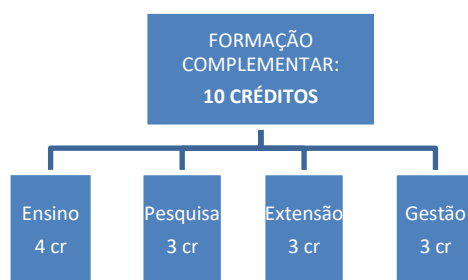 FORMAÇÃO
COMPLEMENTAR:
10 CRÉDITOS
Ensino
4 cr
Pesquisa
3 cr
Extensão
3 cr
Gestão
3 cr